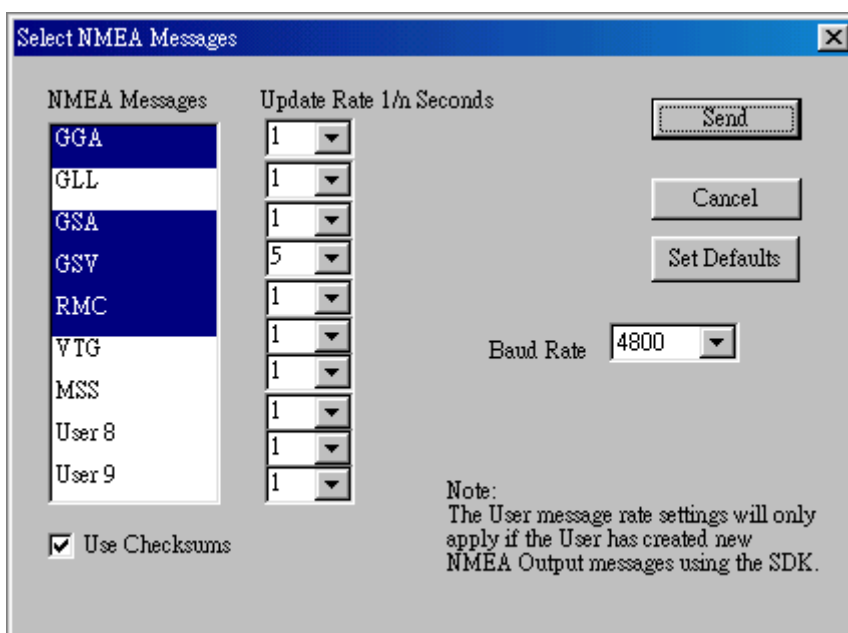 Select NMEA Messages
NMEA Messages
Update Rate 1/n Seconds
GGA
GLL
GSA
GSV
RMC
VTG
MSS
User 8
User 9
1
1
1
5
1
1
1
1
1
1
Send
Cancel
Set Defaults
Baud Rate
4800
Use Checksums
Note:
The User message rate settings will only
apply if the User has created new
NMEA Output messages using the SDK.